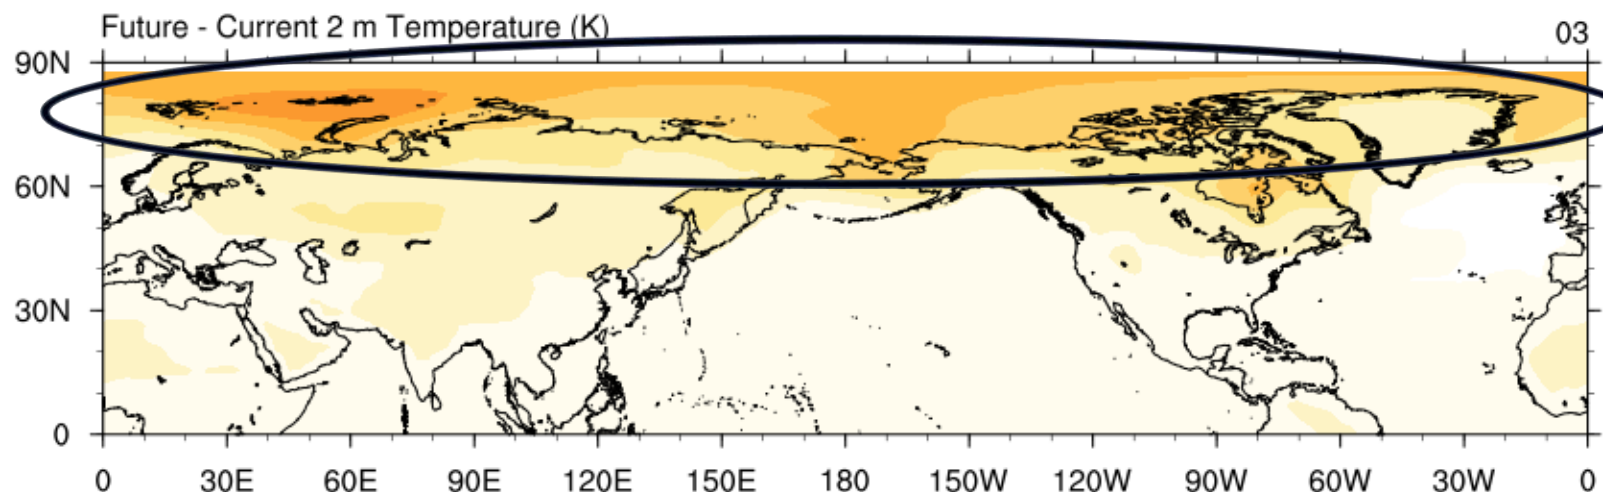 Future - Current 2 m Temperature (K) 03
90N
60N
30N
0
0 30E 60E 90E 120E 150E 180 150W 120W 90W 60W 30W 0